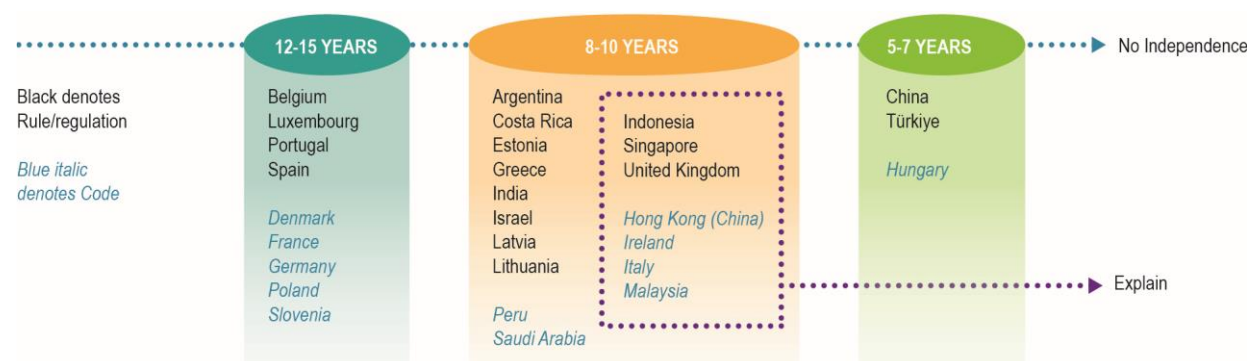 12-15 YEARS
8-10 YEARS
5-7 YEARS
No Independence
Black denotes
Rule/regulation
Blue italic
denotes Code
Belgium
Luxembourg
Portugal
Spain
Denmark
France
Germany
Poland
Slovenia
Argentina
Costa Rica
Estonia
Greece
India
Israel
Latvia
Lithuania
Peru
Saudi Arabia
Indonesia
Singapore
United Kingdom
Hong Kong (China)
Ireland
Italy
Malaysia
China
Türkiye
Hungary
Explain